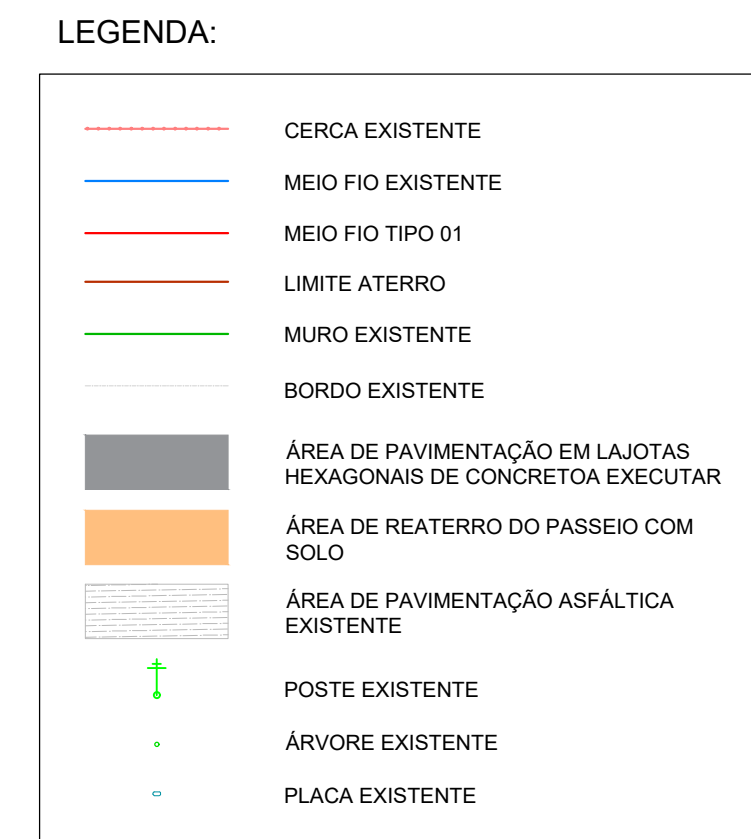 LEGENDA:
CERCA EXISTENTE
MEIO FIO EXISTENTE
MEIO FIO TIPO 01
LIMITE ATERRO
MURO EXISTENTE
BORDO EXISTENTE
ÁREA DE PAVIMENTAÇÃO EM LAJOTAS
HEXAGONAIS DE CONCRETOA EXECUTAR
ÁREA DE REATERRO DO PASSEIO COM
SOLO
ÁREA DE PAVIMENTAÇÃO ASFÁLTICA
EXISTENTE
POSTE EXISTENTE
ÁRVORE EXISTENTE
PLACA EXISTENTE